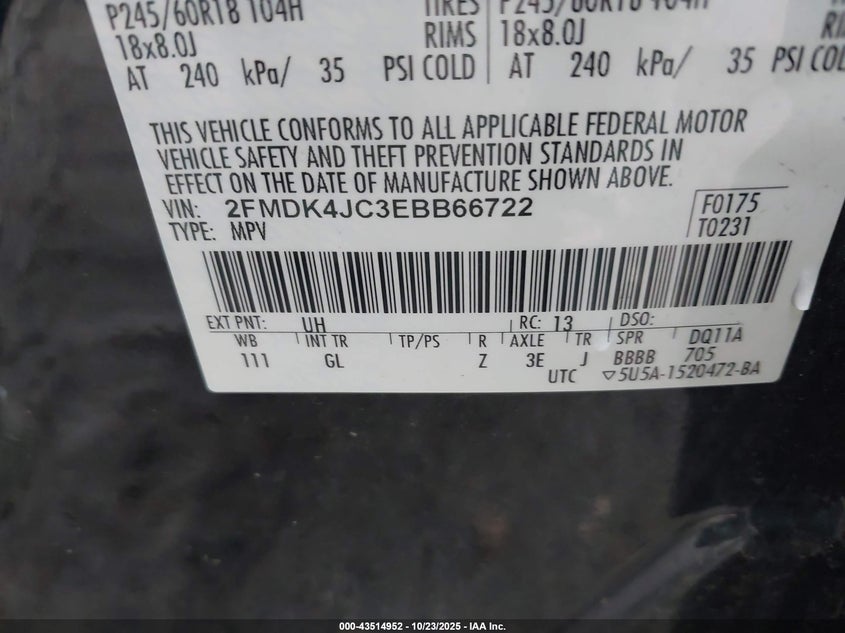 P245/60R18 104H TIRES P245/60R18 104H
18x8.0J RIMS 18x8.0J
AT 240 kPa/ 35 PSI COLD AT 240 kPa/ 35 PSI COL
THIS VEHICLE CONFORMS TO ALL APPLICABLE FEDERAL MOTOR
VEHICLE SAFETY AND THEFT PREVENTION STANDARDS IN
EFFECT ON THE DATE OF MANUFACTURE SHOWN ABOVE.
VIN: 2FMDK4JC3EBB66722 F0175
TYPE: MPV T0231
EXT PNT: UH RC: 13 DSO:
WB INT TR TP/PS R AXLE TR SPR DQ11A
111 GL Z 3E J BBBB 705
UTC ▽5U5A-1520472-BA
000-43514952 - 10/23/2025 - IAA Inc.